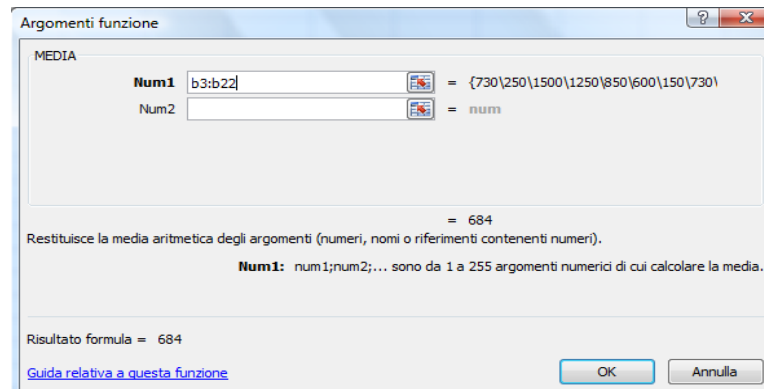 Argomenti funzione
MEDIA
Num1 b3:b22 = {730\250\1500\1250\850\600\150\730\
Num2 = num
= 684
Restituisce la media aritmetica degli argomenti (numeri, nomi o riferimenti contenenti numeri).
Num1: num1;num2;... sono da 1 a 255 argomenti numerici di cui calcolare la media.
Risultato formula = 684
Guida relativa a questa funzione
OK Annulla